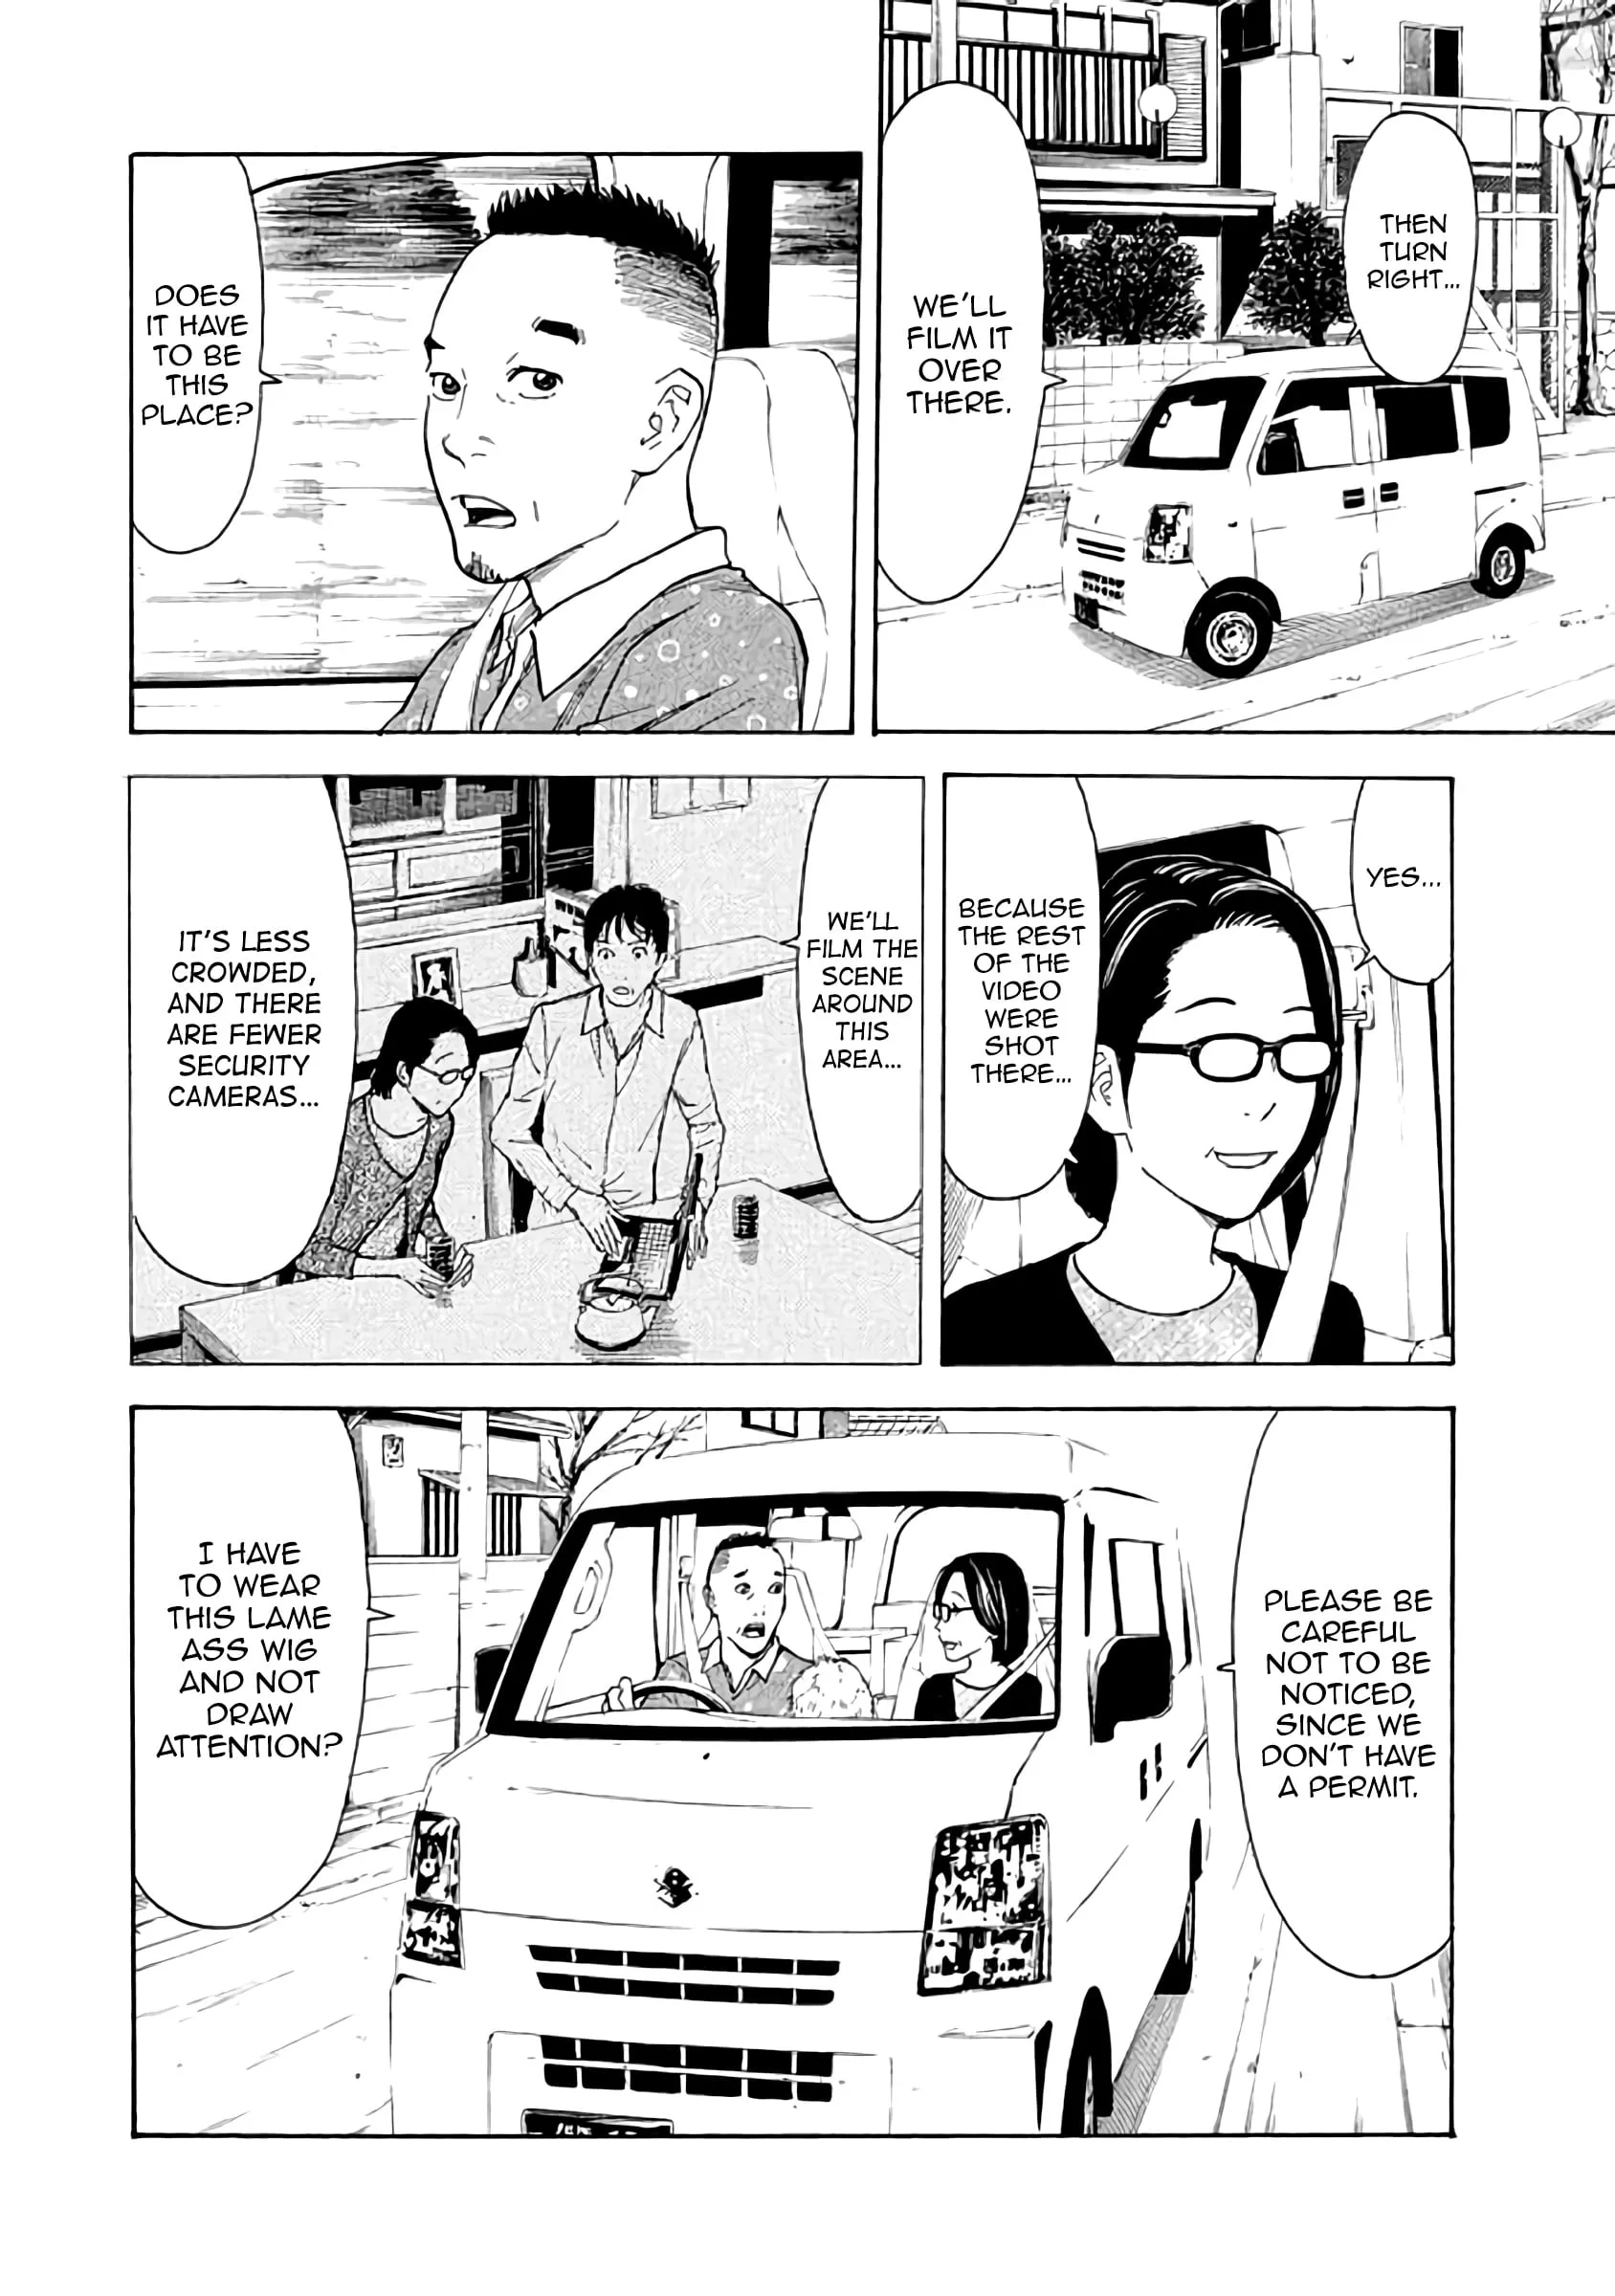 THEN
TURN
RIGHT...
WE'LL
FILM IT
OVER
THERE.
DOES
IT HAVE
TO BE
THIS
PLACE?
YES...
BECAUSE
THE REST
OF THE
VIDEO
WERE
SHOT
THERE...
WE'LL
FILM THE
SCENE
AROUND
THIS
AREA...
IT'S LESS
CROWDED,
AND THERE
ARE FEWER
SECURITY
CAMERAS...
PLEASE BE
CAREFUL
NOT TO BE
NOTICED,
SINCE WE
DON'T HAVE
A PERMIT.
I HAVE
TO WEAR
THIS LAME
ASS WIG
AND NOT
DRAW
ATTENTION?